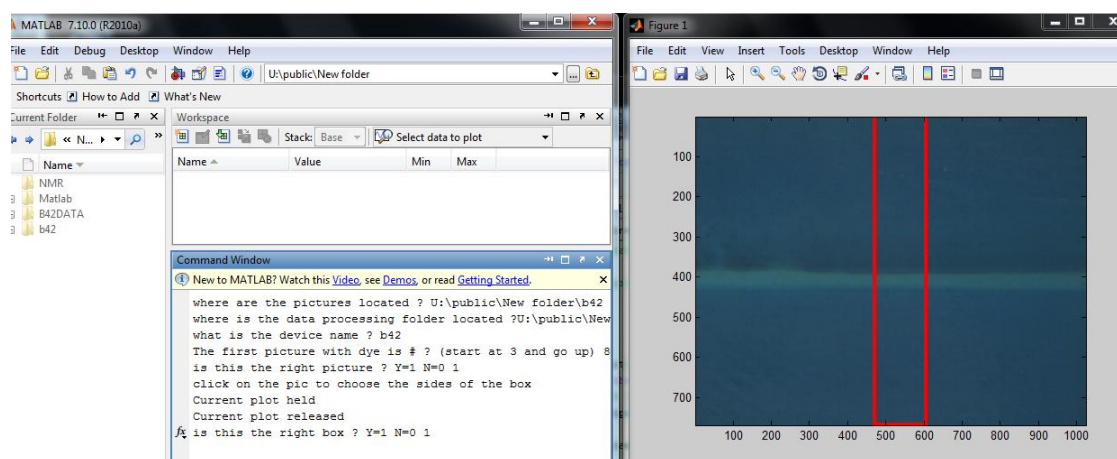 MATLAB 7.10.0 (R2010a)
File Edit Debug Desktop Window Help
U:\public\New folder
Shortcuts How to Add What's New
Current Folder
« N...
Name
NMR
Matlab
B42DATA
b42
Workspace
Stack: Base Select data to plot
Name Value Min Max
Command Window
New to MATLAB? Watch this Video, see Demos, or read Getting Started.
where are the pictures located ? U:\public\New folder\b42
where is the data processing folder located ?U:\public\New
what is the device name ? b42
The first picture with dye is # ? (start at 3 and go up) 8
is this the right picture ? Y=1 N=0 1
click on the pic to choose the sides of the box
Current plot held
Current plot released
fx is this the right box ? Y=1 N=0 1
Figure 1
File Edit View Insert Tools Desktop Window Help
100
200
300
400
500
600
700
100 200 300 400 500 600 700 800 900 1000